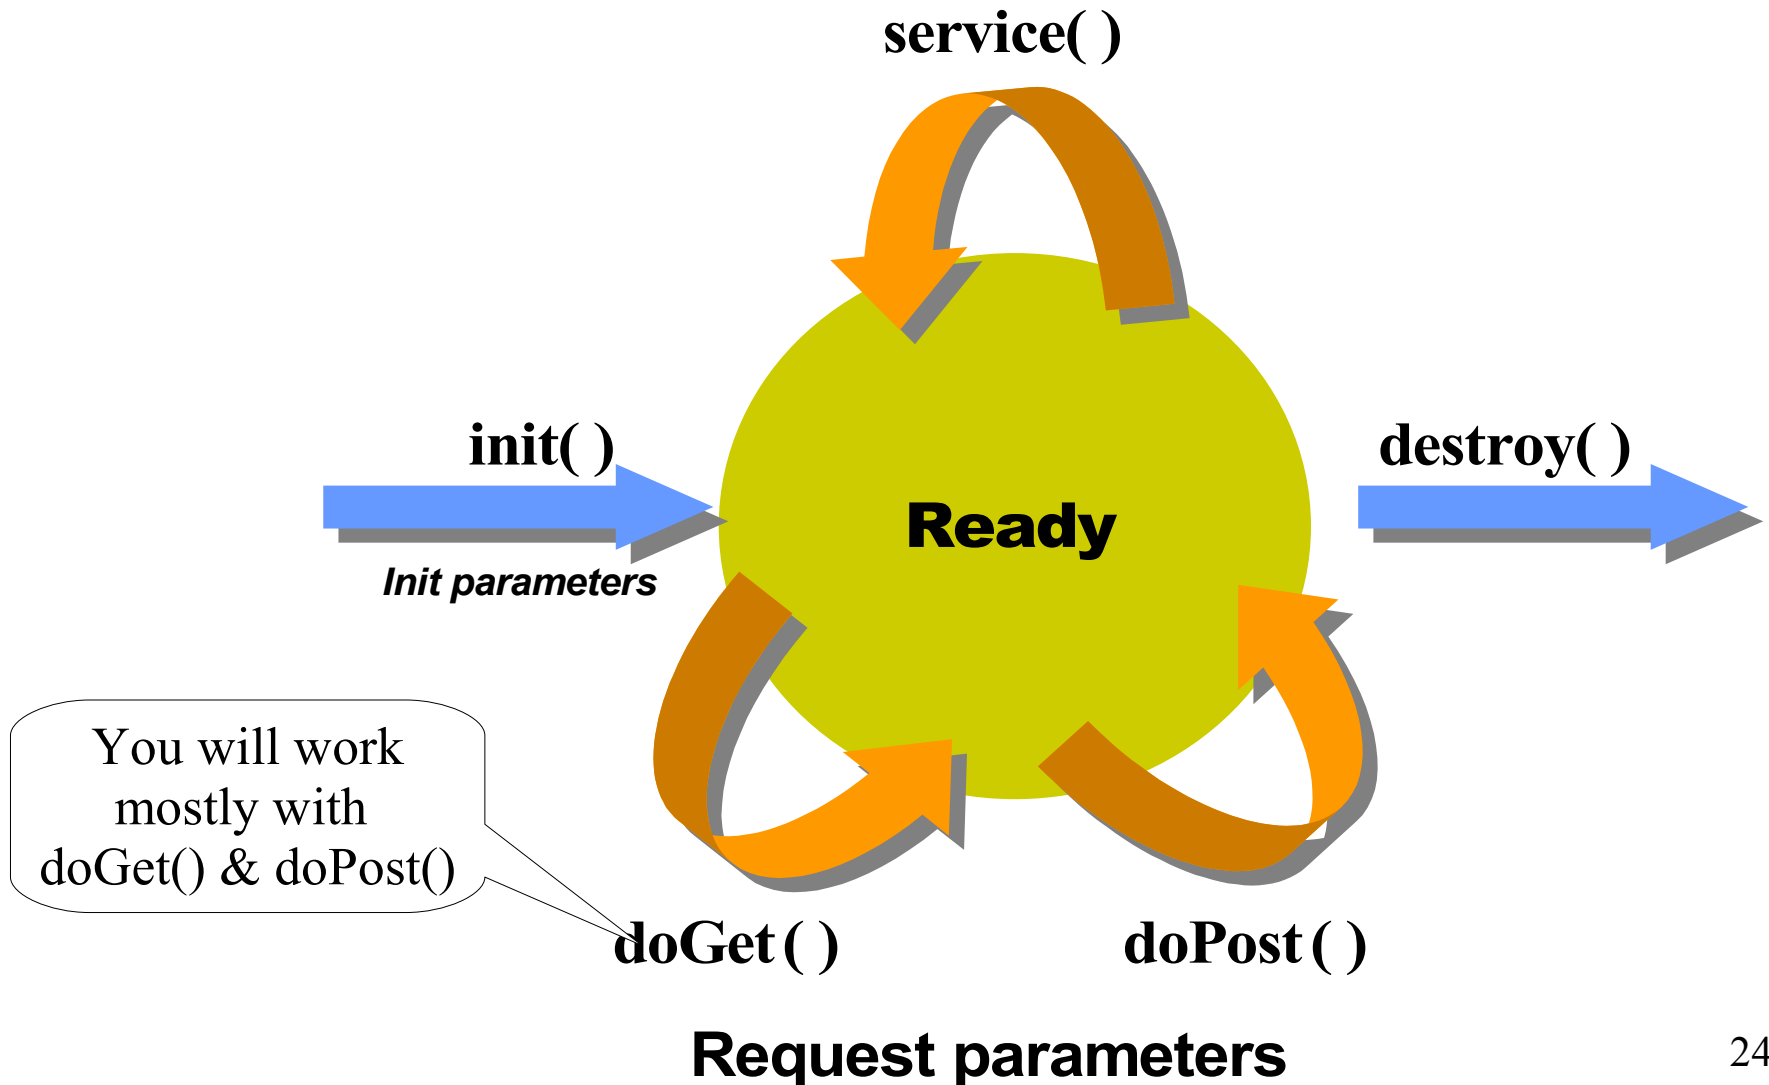 service( )
init( )
destroy( )
Ready
Init parameters
You will work
mostly with
doGet() & doPost()
doGet ( )
doPost ( )
Request parameters
24